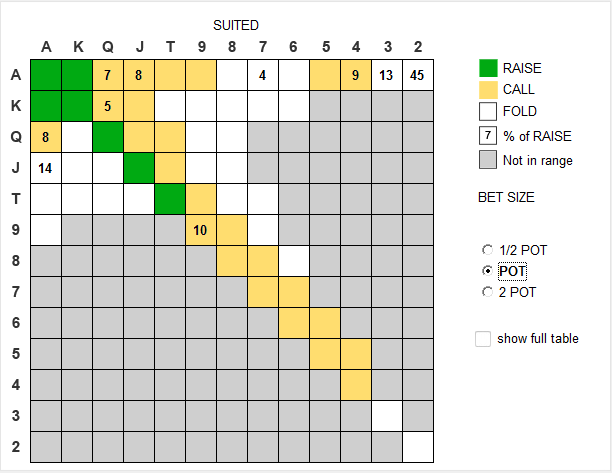 SUITED
A K Q J T 9 8 7 6 5 4 3 2
A 7 8 4 9 13 45
K 5
Q 8
J 14
T
9 10
8
7
6
5
4
3
2
RAISE
CALL
FOLD
7 % of RAISE
Not in range
BET SIZE
1/2 POT
POT
2 POT
show full table